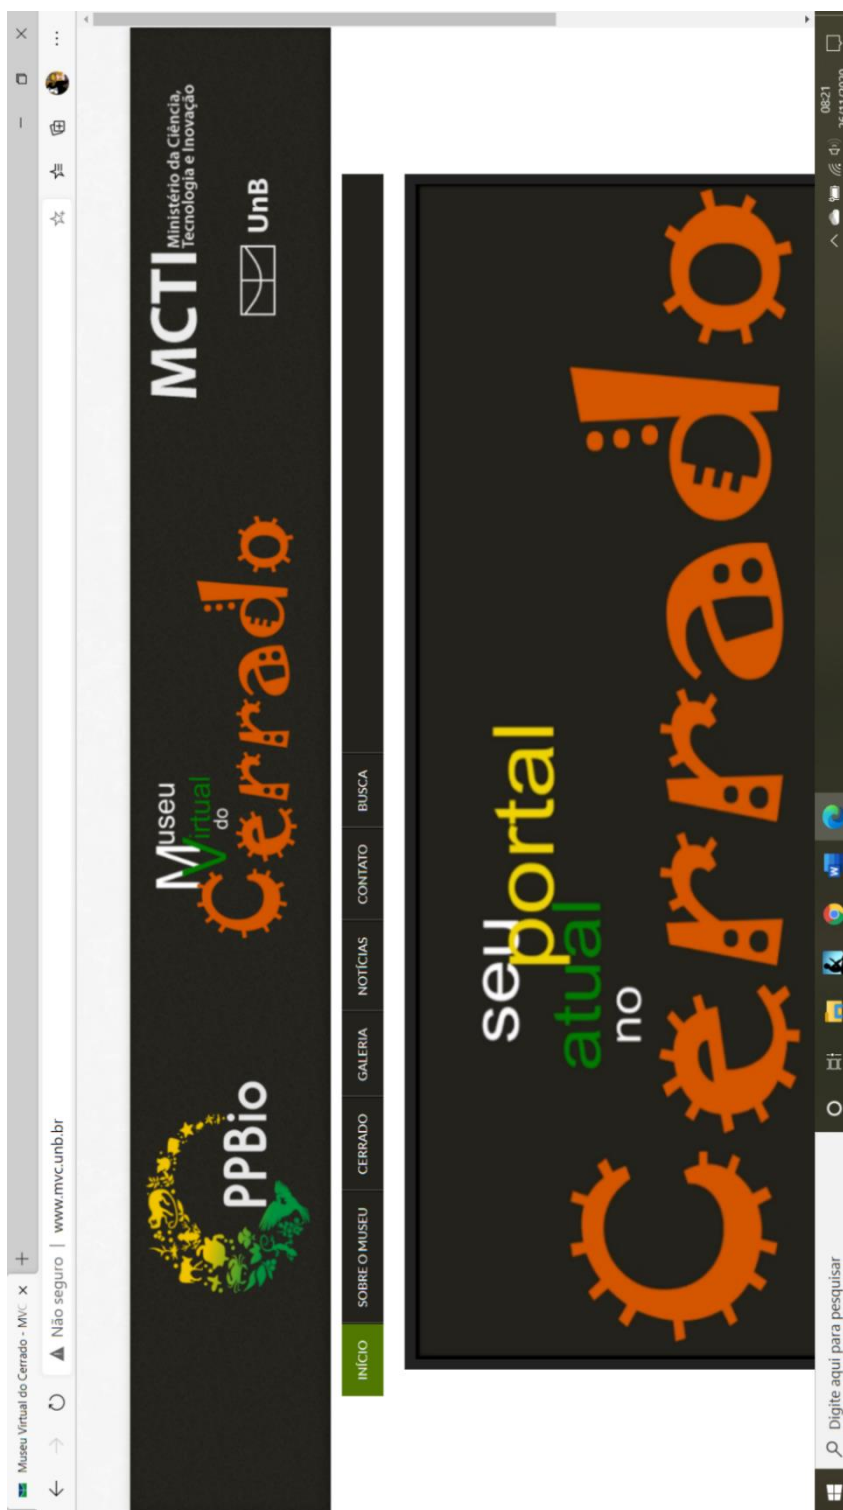 Museu Virtual do Cerrado - MVC
Não seguro | www.mvc.unb.br
PPBio
Museu
Virtual
do
Cerrado
MCTI
Ministério da Ciência,
Tecnologia e Inovação
UnB
INÍCIO
SOBRE O MUSEU
CERRADO
GALERIA
NOTÍCIAS
CONTATO
BUSCA
seu
portal
atual
no
Cerrado
Digite aqui para pesquisar
08:21